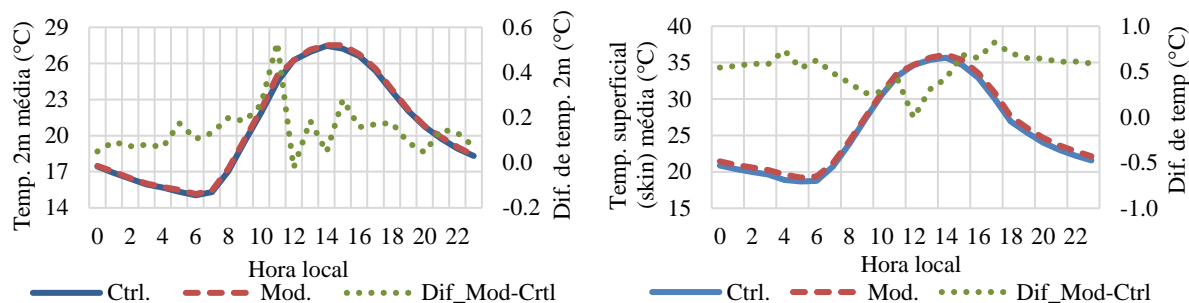 Temp. 2m média (°C)
29
26
23
20
17
14
0.6
0.4
0.2
0.0
-0.2
Dif. de temp. 2m (°C)
0 2 4 6 8 10 12 14 16 18 20 22
Hora local
Ctrl. Mod. Dif_Mod-Crtl
Temp. superficial
(skin) média (°C)
40
35
30
25
20
15
1.0
0.5
0.0
-0.5
-1.0
Dif. de temp (°C)
0 2 4 6 8 10 12 14 16 18 20 22
Hora local
Ctrl. Mod. Dif_Mod-Ctrl